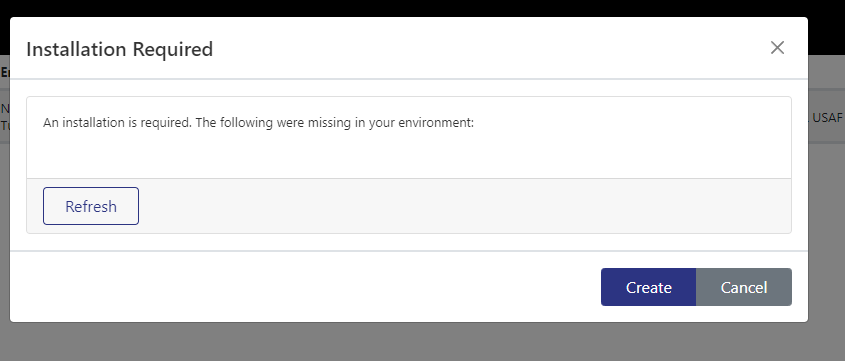 Installation Required
An installation is required. The following were missing in your environment:
USAF
Refresh
Create
Cancel